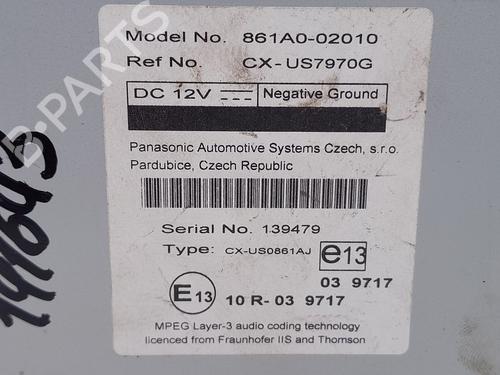 Model No. 861A0-02010
Ref No. CX-US7970G
DC 12V Negative Ground
Panasonic Automotive Systems Czech, s.r.o.
Pardubice, Czech Republic
Serial No. 139479
Type: CX-US0861AJ e13
03 9717
E13 10 R-03 9717
MPEG Layer-3 audio coding technology
licenced from Fraunhofer IIS and Thomson
B-PARTS